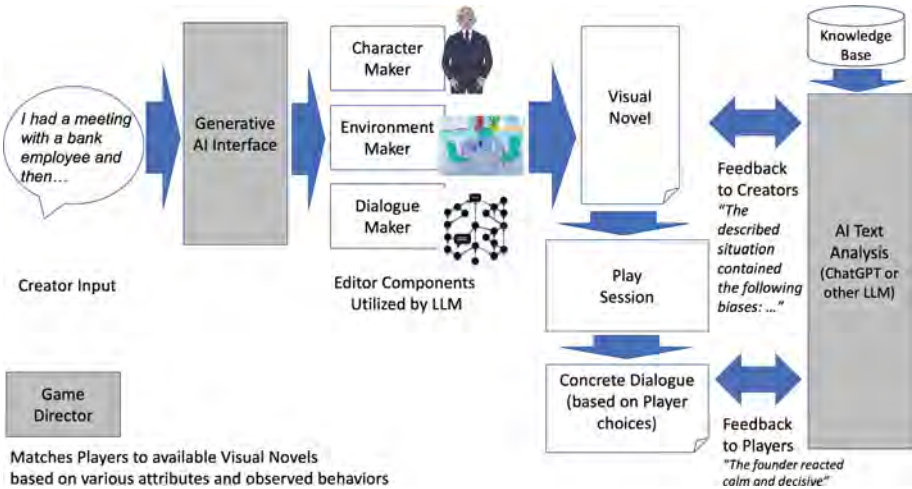 I had a meeting
with a bank
employee and
then…
Creator Input
Generative
AI Interface
Character
Maker
Environment
Maker
Dialogue
Maker
Editor Components
Utilized by LLM
Visual
Novel
Play
Session
Concrete Dialogue
(based on Player
choices)
Knowledge
Base
Feedback
to Creators
“The
described
situation
contained
the following
biases: …”
AI Text
Analysis
(ChatGPT or
other LLM)
Feedback
to Players
“The founder reacted
calm and decisive”
Game
Director
Matches Players to available Visual Novels
based on various attributes and observed behaviors